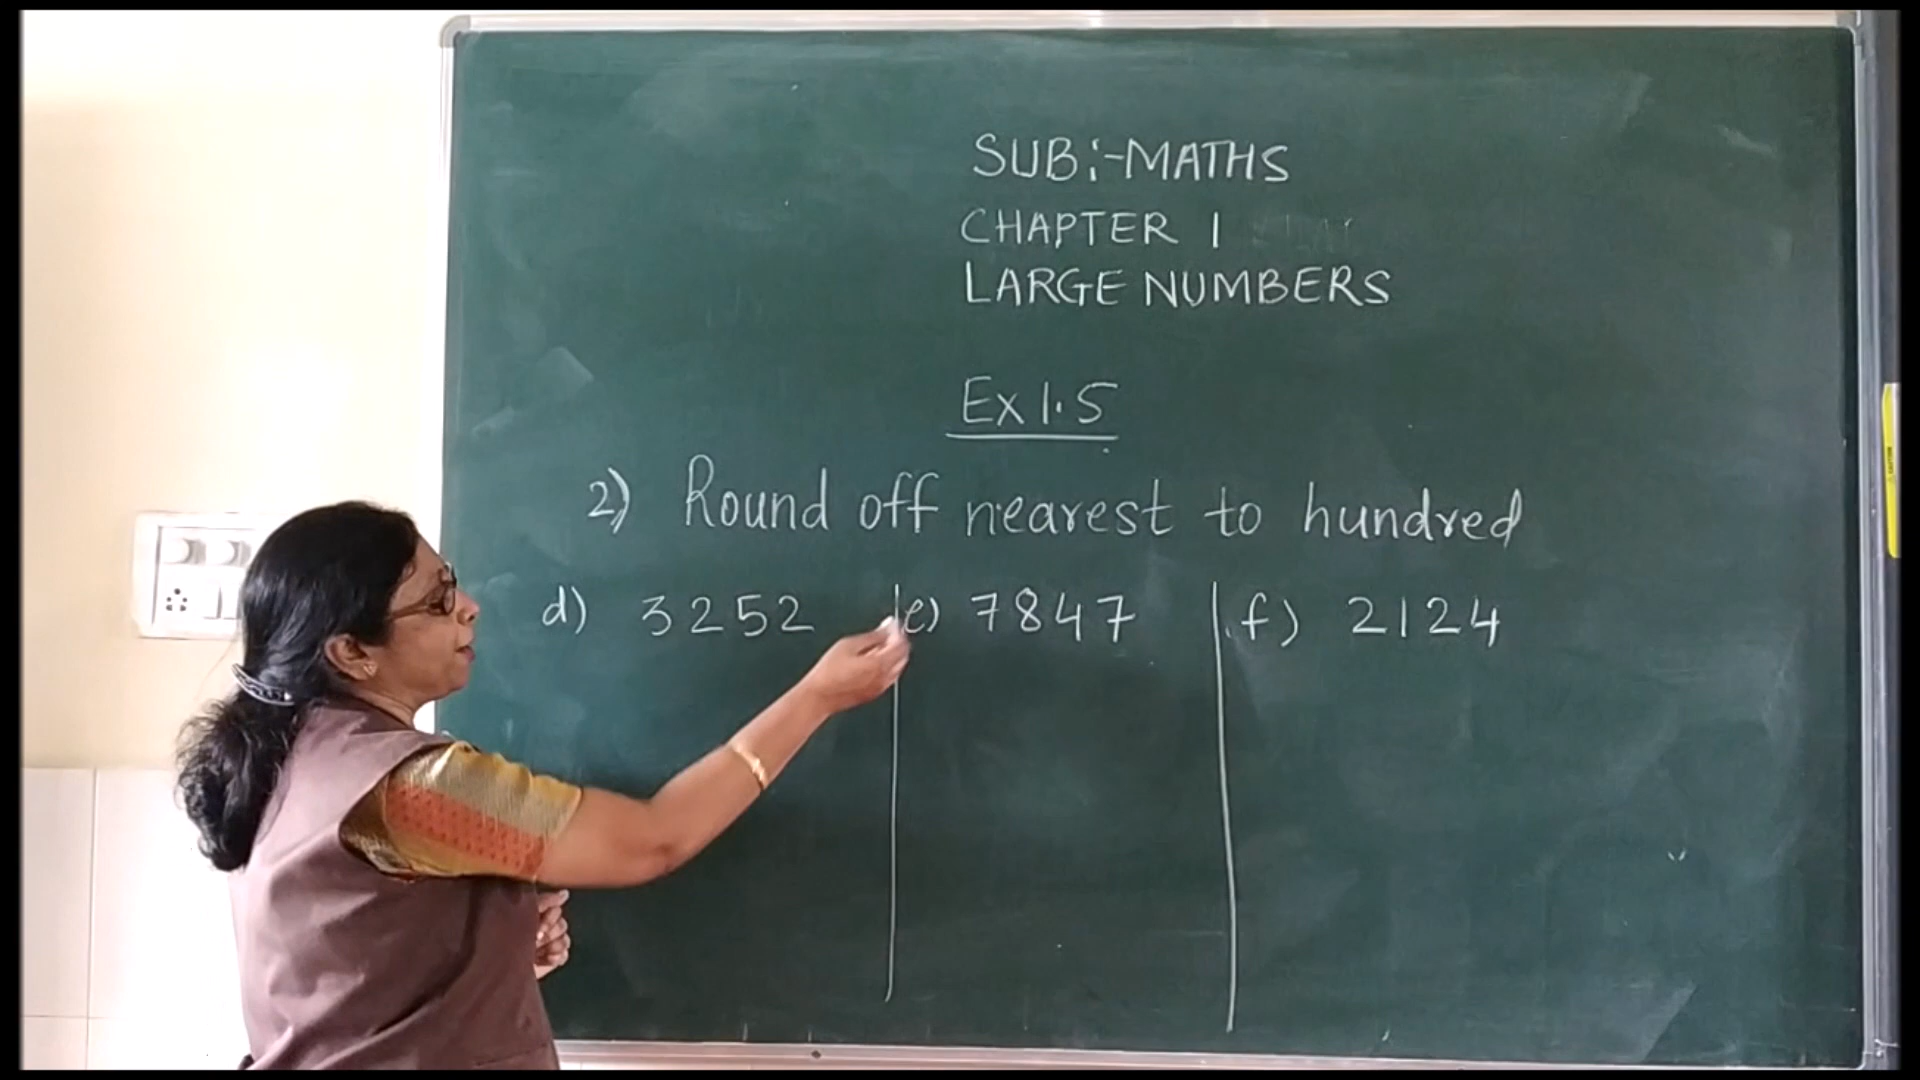 SUB:-MATHS
CHAPTER 1
LARGE NUMBERS
Ex 1.5
2) Round off nearest to hundred
d) 3252 e) 7847 f) 2124